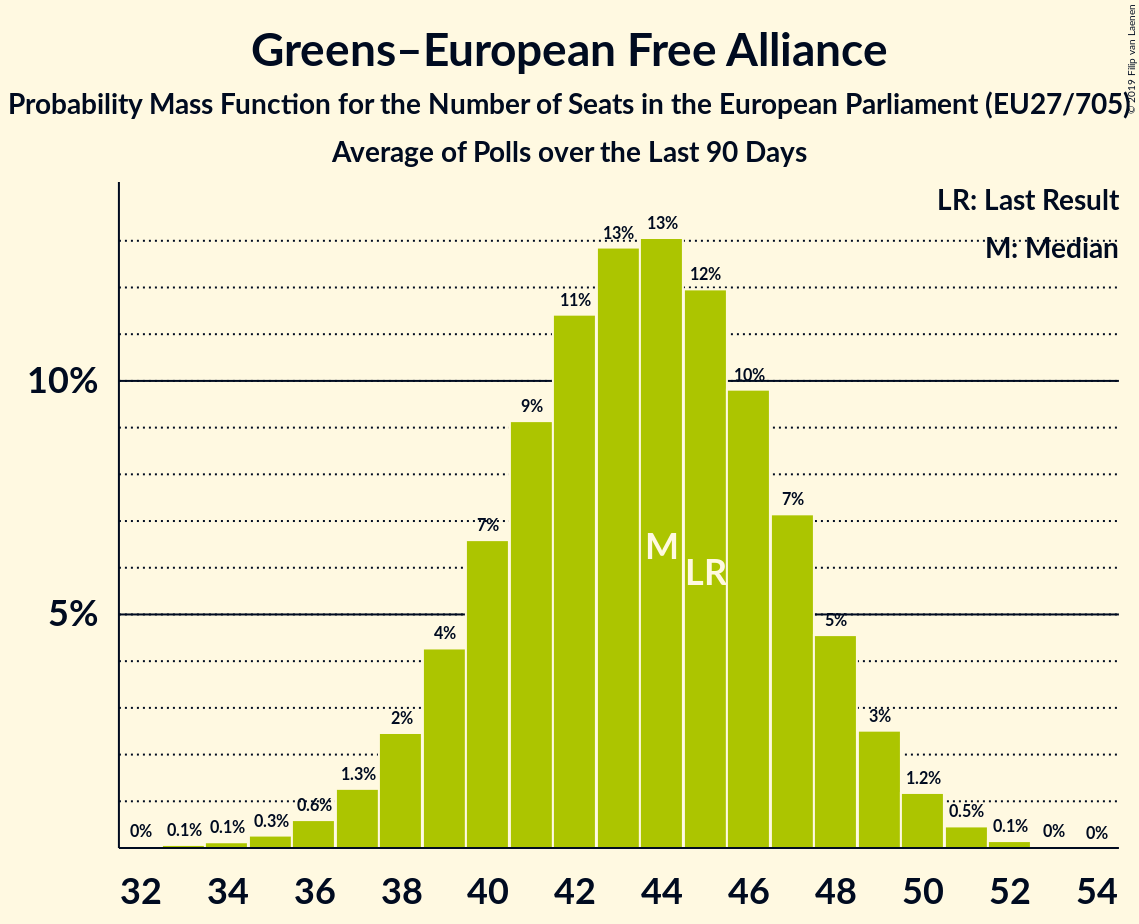 Greens–European Free Alliance
Probability Mass Function for the Number of Seats in the European Parliament (EU27/705)
Average of Polls over the Last 90 Days
© 2019 Filip van Laenen
LR: Last Result
M: Median
10%
5%
0%
0.1%
0.1%
0.3%
0.6%
1.3%
2%
4%
7%
9%
11%
13%
13%
12%
10%
7%
5%
3%
1.2%
0.5%
0.1%
0%
0%
M
LR
32 34 36 38 40 42 44 46 48 50 52 54